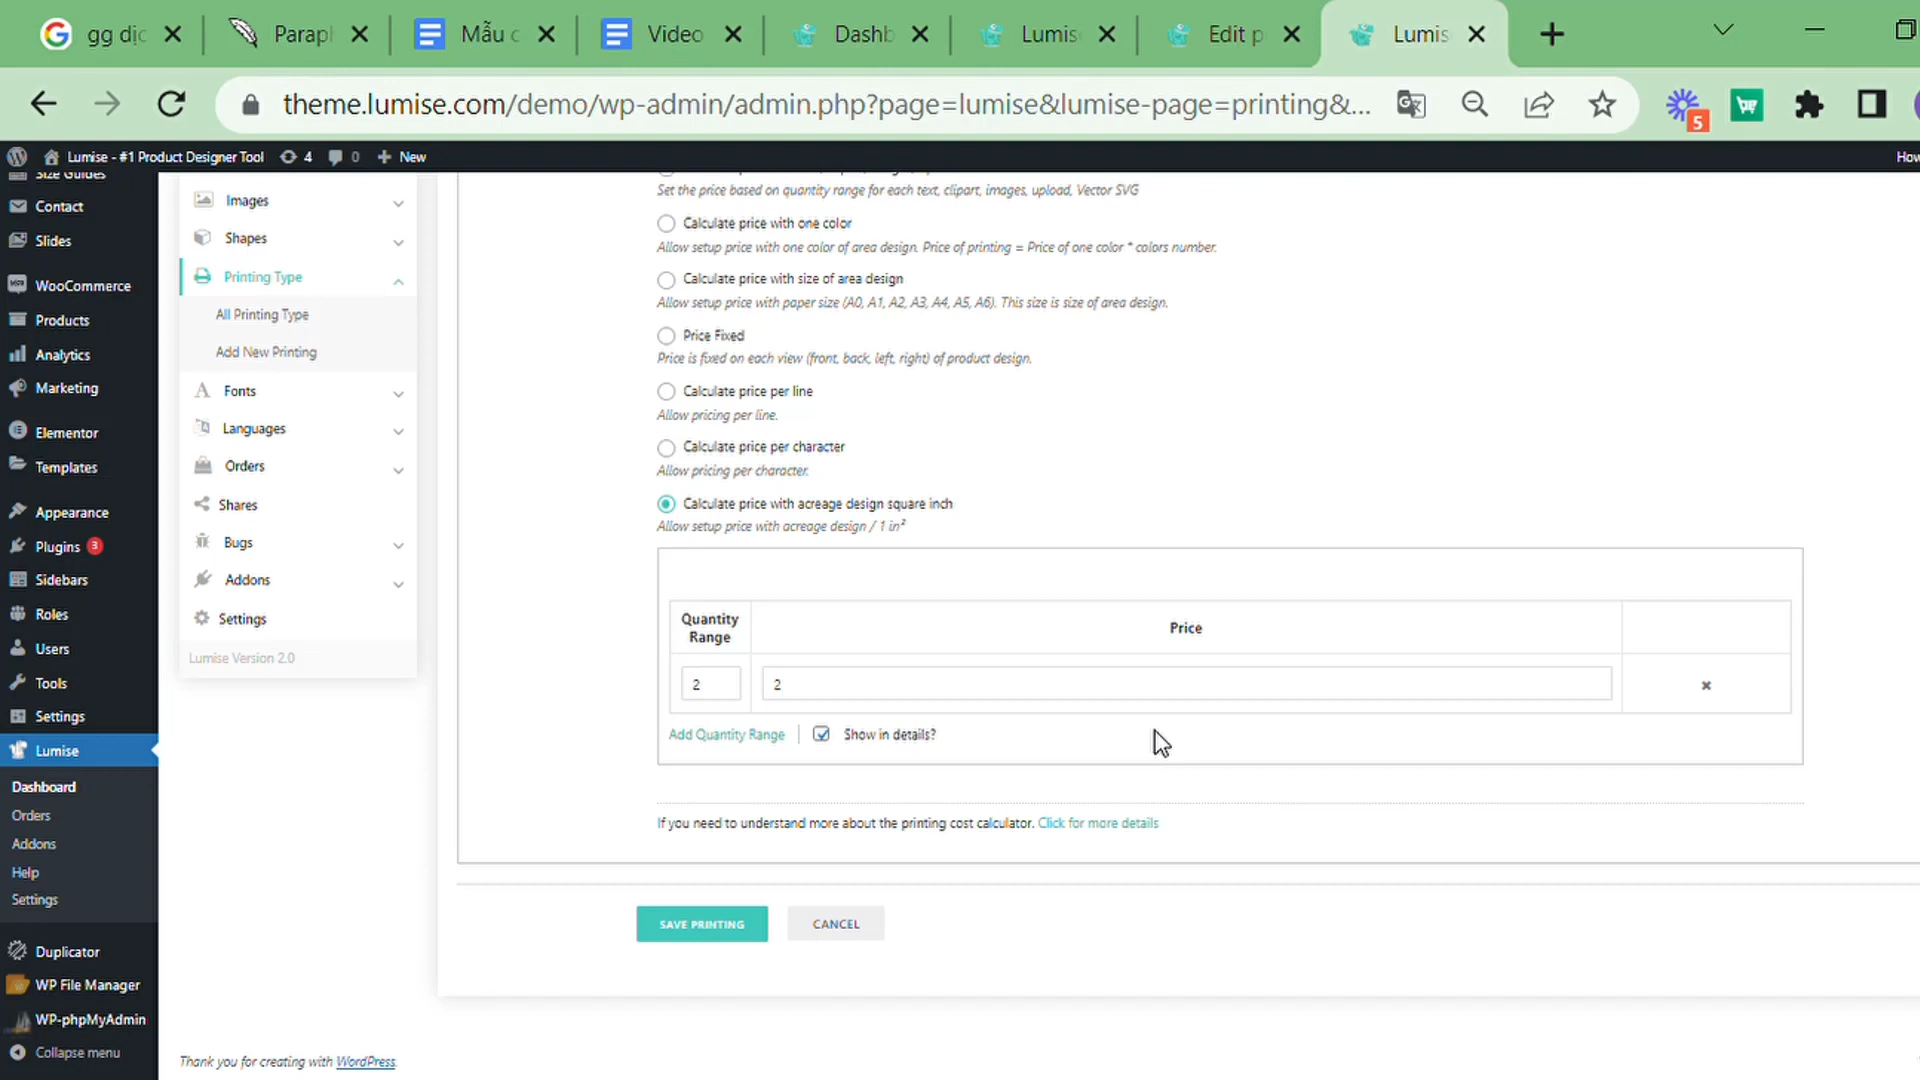 gg dịc
Parap
Mẫu c
Video
Dashb
Lumis
Edit p
Lumis
theme.lumise.com/demo/wp-admin/admin.php?page=lumise&lumise-page=printing&...
5
Lumise - #1 Product Designer Tool
4
0
New
How
Size Guides
Contact
Slides
WooCommerce
Products
Analytics
Marketing
Elementor
Templates
Appearance
Plugins 3
Sidebars
Roles
Users
Tools
Settings
Lumise
Dashboard
Orders
Addons
Help
Settings
Duplicator
WP File Manager
WP-phpMyAdmin
Collapse menu
Images
Shapes
Printing Type
All Printing Type
Add New Printing
Fonts
Languages
Orders
Shares
Bugs
Addons
Settings
Lumise Version 2.0
Set the price based on quantity range for each text, clipart, images, upload, Vector SVG
Calculate price with one color
Allow setup price with one color of area design. Price of printing = Price of one color * colors number.
Calculate price with size of area design
Allow setup price with paper size (A0, A1, A2, A3, A4, A5, A6). This size is size of area design.
Price Fixed
Price is fixed on each view (front, back, left, right) of product design.
Calculate price per line
Allow pricing per line.
Calculate price per character
Allow pricing per character.
Calculate price with acreage design square inch
Allow setup price with acreage design / 1 in²
Quantity
Range
Price
2
2
Add Quantity Range
Show in details?
If you need to understand more about the printing cost calculator. Click for more details
SAVE PRINTING
CANCEL
Thank you for creating with WordPress.